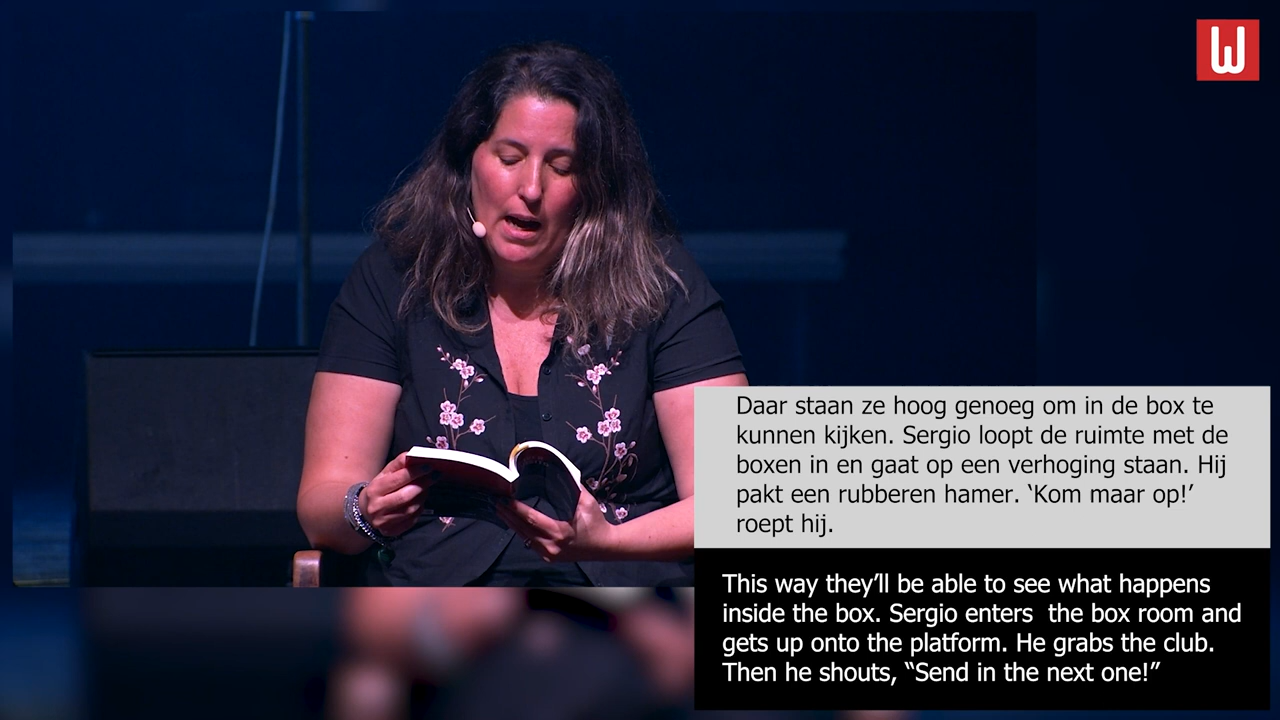 W
Daar staan ze hoog genoeg om in de box te
kunnen kijken. Sergio loopt de ruimte met de
boxen in en gaat op een verhoging staan. Hij
pakt een rubberen hamer. ‘Kom maar op!’
roept hij.
This way they’ll be able to see what happens
inside the box. Sergio enters  the box room and
gets up onto the platform. He grabs the club.
Then he shouts, “Send in the next one!”